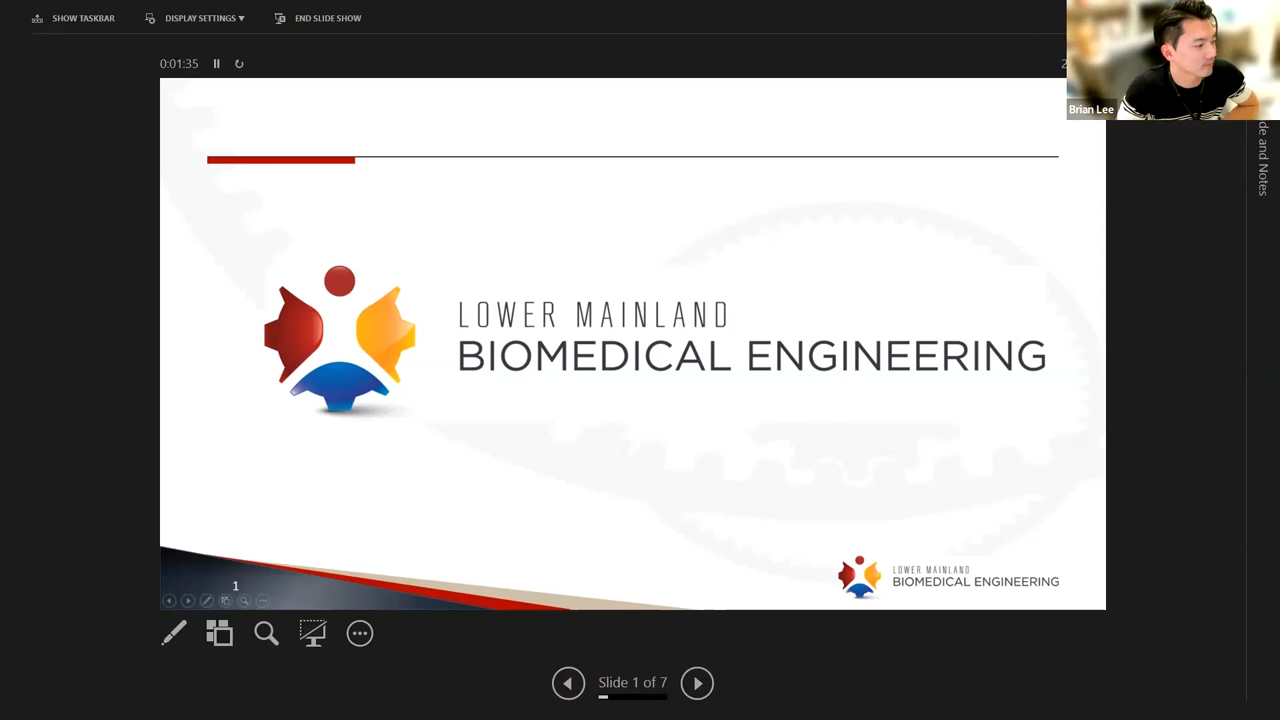 SHOW TASKBAR
DISPLAY SETTINGS ▼
END SLIDE SHOW
0:01:35
2
Brian Lee
de and Notes
LOWER MAINLAND
BIOMEDICAL ENGINEERING
1
LOWER MAINLAND
BIOMEDICAL ENGINEERING
Slide 1 of 7